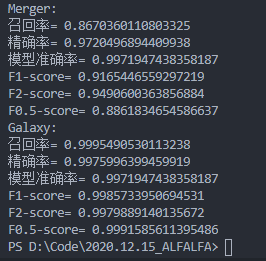 Merger:
召回率= 0.8670360110803325
精确率= 0.9720496894409938
模型准确率= 0.9971947438358187
F1-score= 0.9165446559297219
F2-score= 0.9490600363856884
F0.5-score= 0.8861834654586637
Galaxy:
召回率= 0.9995490530113238
精确率= 0.9975996399459919
模型准确率= 0.9971947438358187
F1-score= 0.9985733950694531
F2-score= 0.9979889140135672
F0.5-score= 0.9991585611395486
PS D:\Code\2020.12.15_ALFALFA>